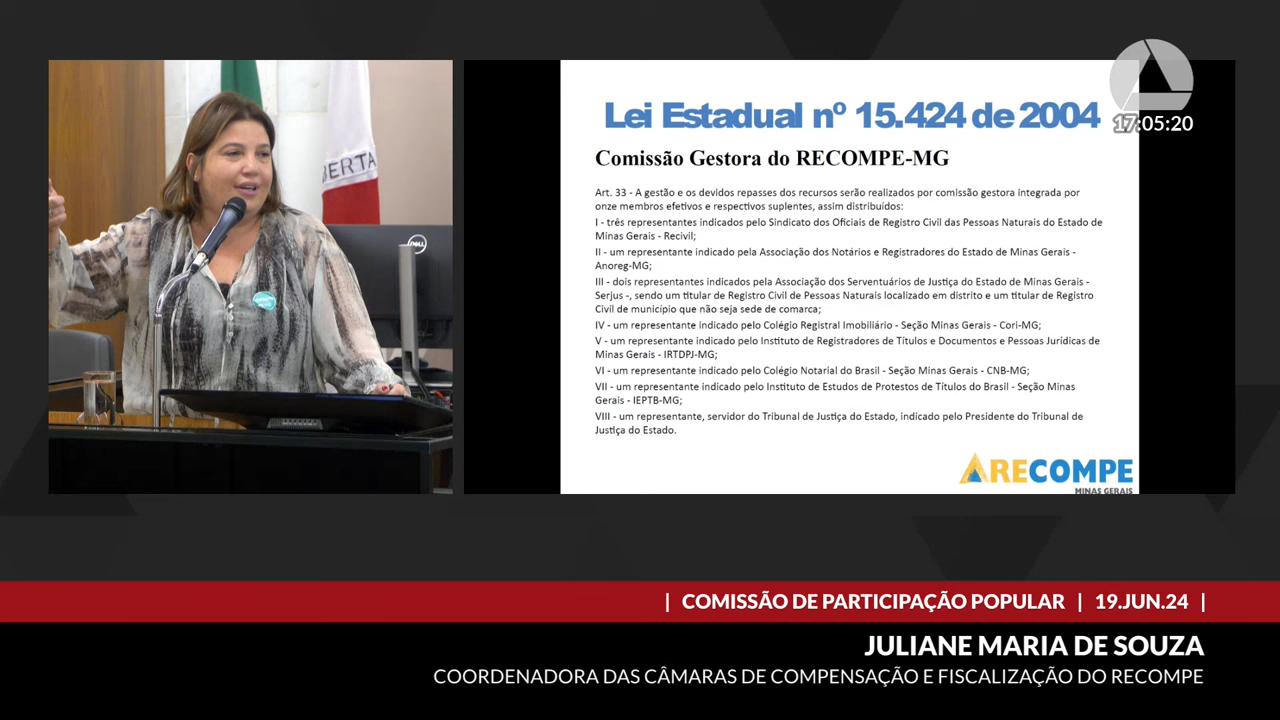 BERTA
DELL
17:05:20
Lei Estadual nº 15.424 de 2004
Comissão Gestora do RECOMPE-MG
Art. 33 - A gestão e os devidos repasses dos recursos serão realizados por comissão gestora integrada por
onze membros efetivos e respectivos suplentes, assim distribuídos:
I - três representantes indicados pelo Sindicato dos Oficiais de Registro Civil das Pessoas Naturais do Estado de
Minas Gerais - Recivil;
II - um representante indicado pela Associação dos Notários e Registradores do Estado de Minas Gerais -
Anoreg-MG;
III - dois representantes indicados pela Associação dos Serventuários de Justiça do Estado de Minas Gerais -
Serjus -, sendo um titular de Registro Civil de Pessoas Naturais localizado em distrito e um titular de Registro
Civil de município que não seja sede de comarca;
IV - um representante indicado pelo Colégio Registral Imobiliário - Seção Minas Gerais - Cori-MG;
V - um representante indicado pelo Instituto de Registradores de Títulos e Documentos e Pessoas Jurídicas de
Minas Gerais - IRTDPJ-MG;
VI - um representante indicado pelo Colégio Notarial do Brasil - Seção Minas Gerais - CNB-MG;
VII - um representante indicado pelo Instituto de Estudos de Protestos de Títulos do Brasil - Seção Minas
Gerais - IEPTB-MG;
VIII - um representante, servidor do Tribunal de Justiça do Estado, indicado pelo Presidente do Tribunal de
Justiça do Estado.
RECOMPE
MINAS GERAIS
| COMISSÃO DE PARTICIPAÇÃO POPULAR | 19.JUN.24 |
JULIANE MARIA DE SOUZA
COORDENADORA DAS CÂMARAS DE COMPENSAÇÃO E FISCALIZAÇÃO DO RECOMPE